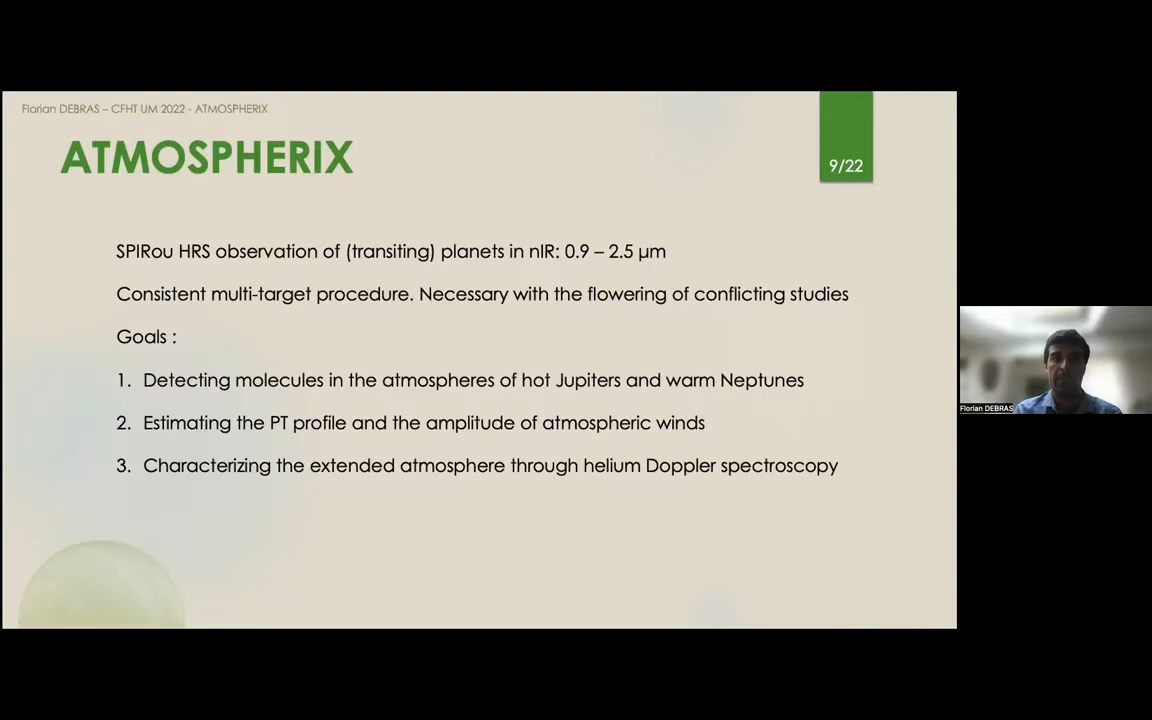 Florian DEBRAS – CFHT UM 2022 - ATMOSPHERIX
ATMOSPHERIX
9/22
SPIRou HRS observation of (transiting) planets in nIR: 0.9 – 2.5 µm
Consistent multi-target procedure. Necessary with the flowering of conflicting studies
Goals :
1. Detecting molecules in the atmospheres of hot Jupiters and warm Neptunes
2. Estimating the PT profile and the amplitude of atmospheric winds
3. Characterizing the extended atmosphere through helium Doppler spectroscopy
Florian DEBRAS